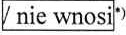 / nie wnosi*)